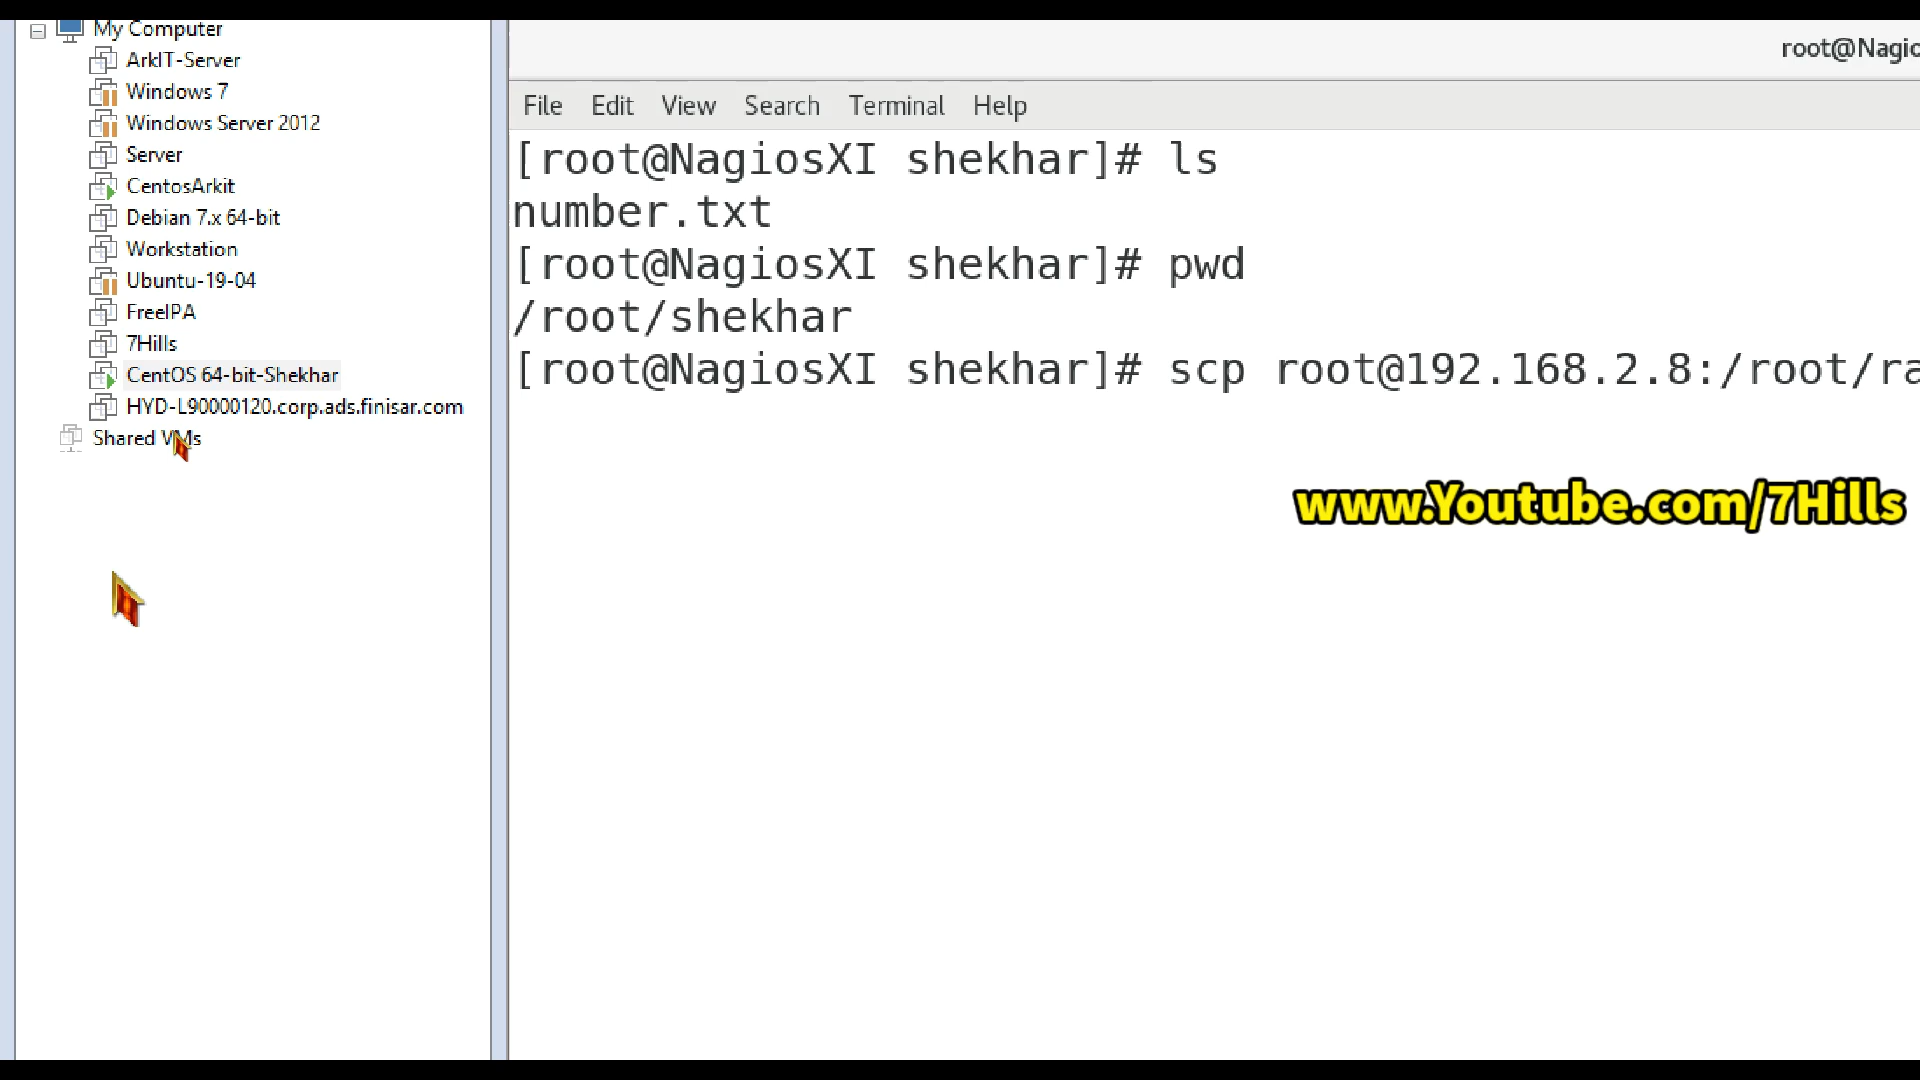 My Computer
ArkIT-Server
Windows 7
Windows Server 2012
Server
CentosArkit
Debian 7.x 64-bit
Workstation
Ubuntu-19-04
FreeIPA
7Hills
CentOS 64-bit-Shekhar
HYD-L90000120.corp.ads.finisar.com
Shared VMs
root@Nagio
File Edit View Search Terminal Help
[root@NagiosXI shekhar]# ls
number.txt
[root@NagiosXI shekhar]# pwd
/root/shekhar
[root@NagiosXI shekhar]# scp root@192.168.2.8:/root/ra
www.Youtube.com/7Hills